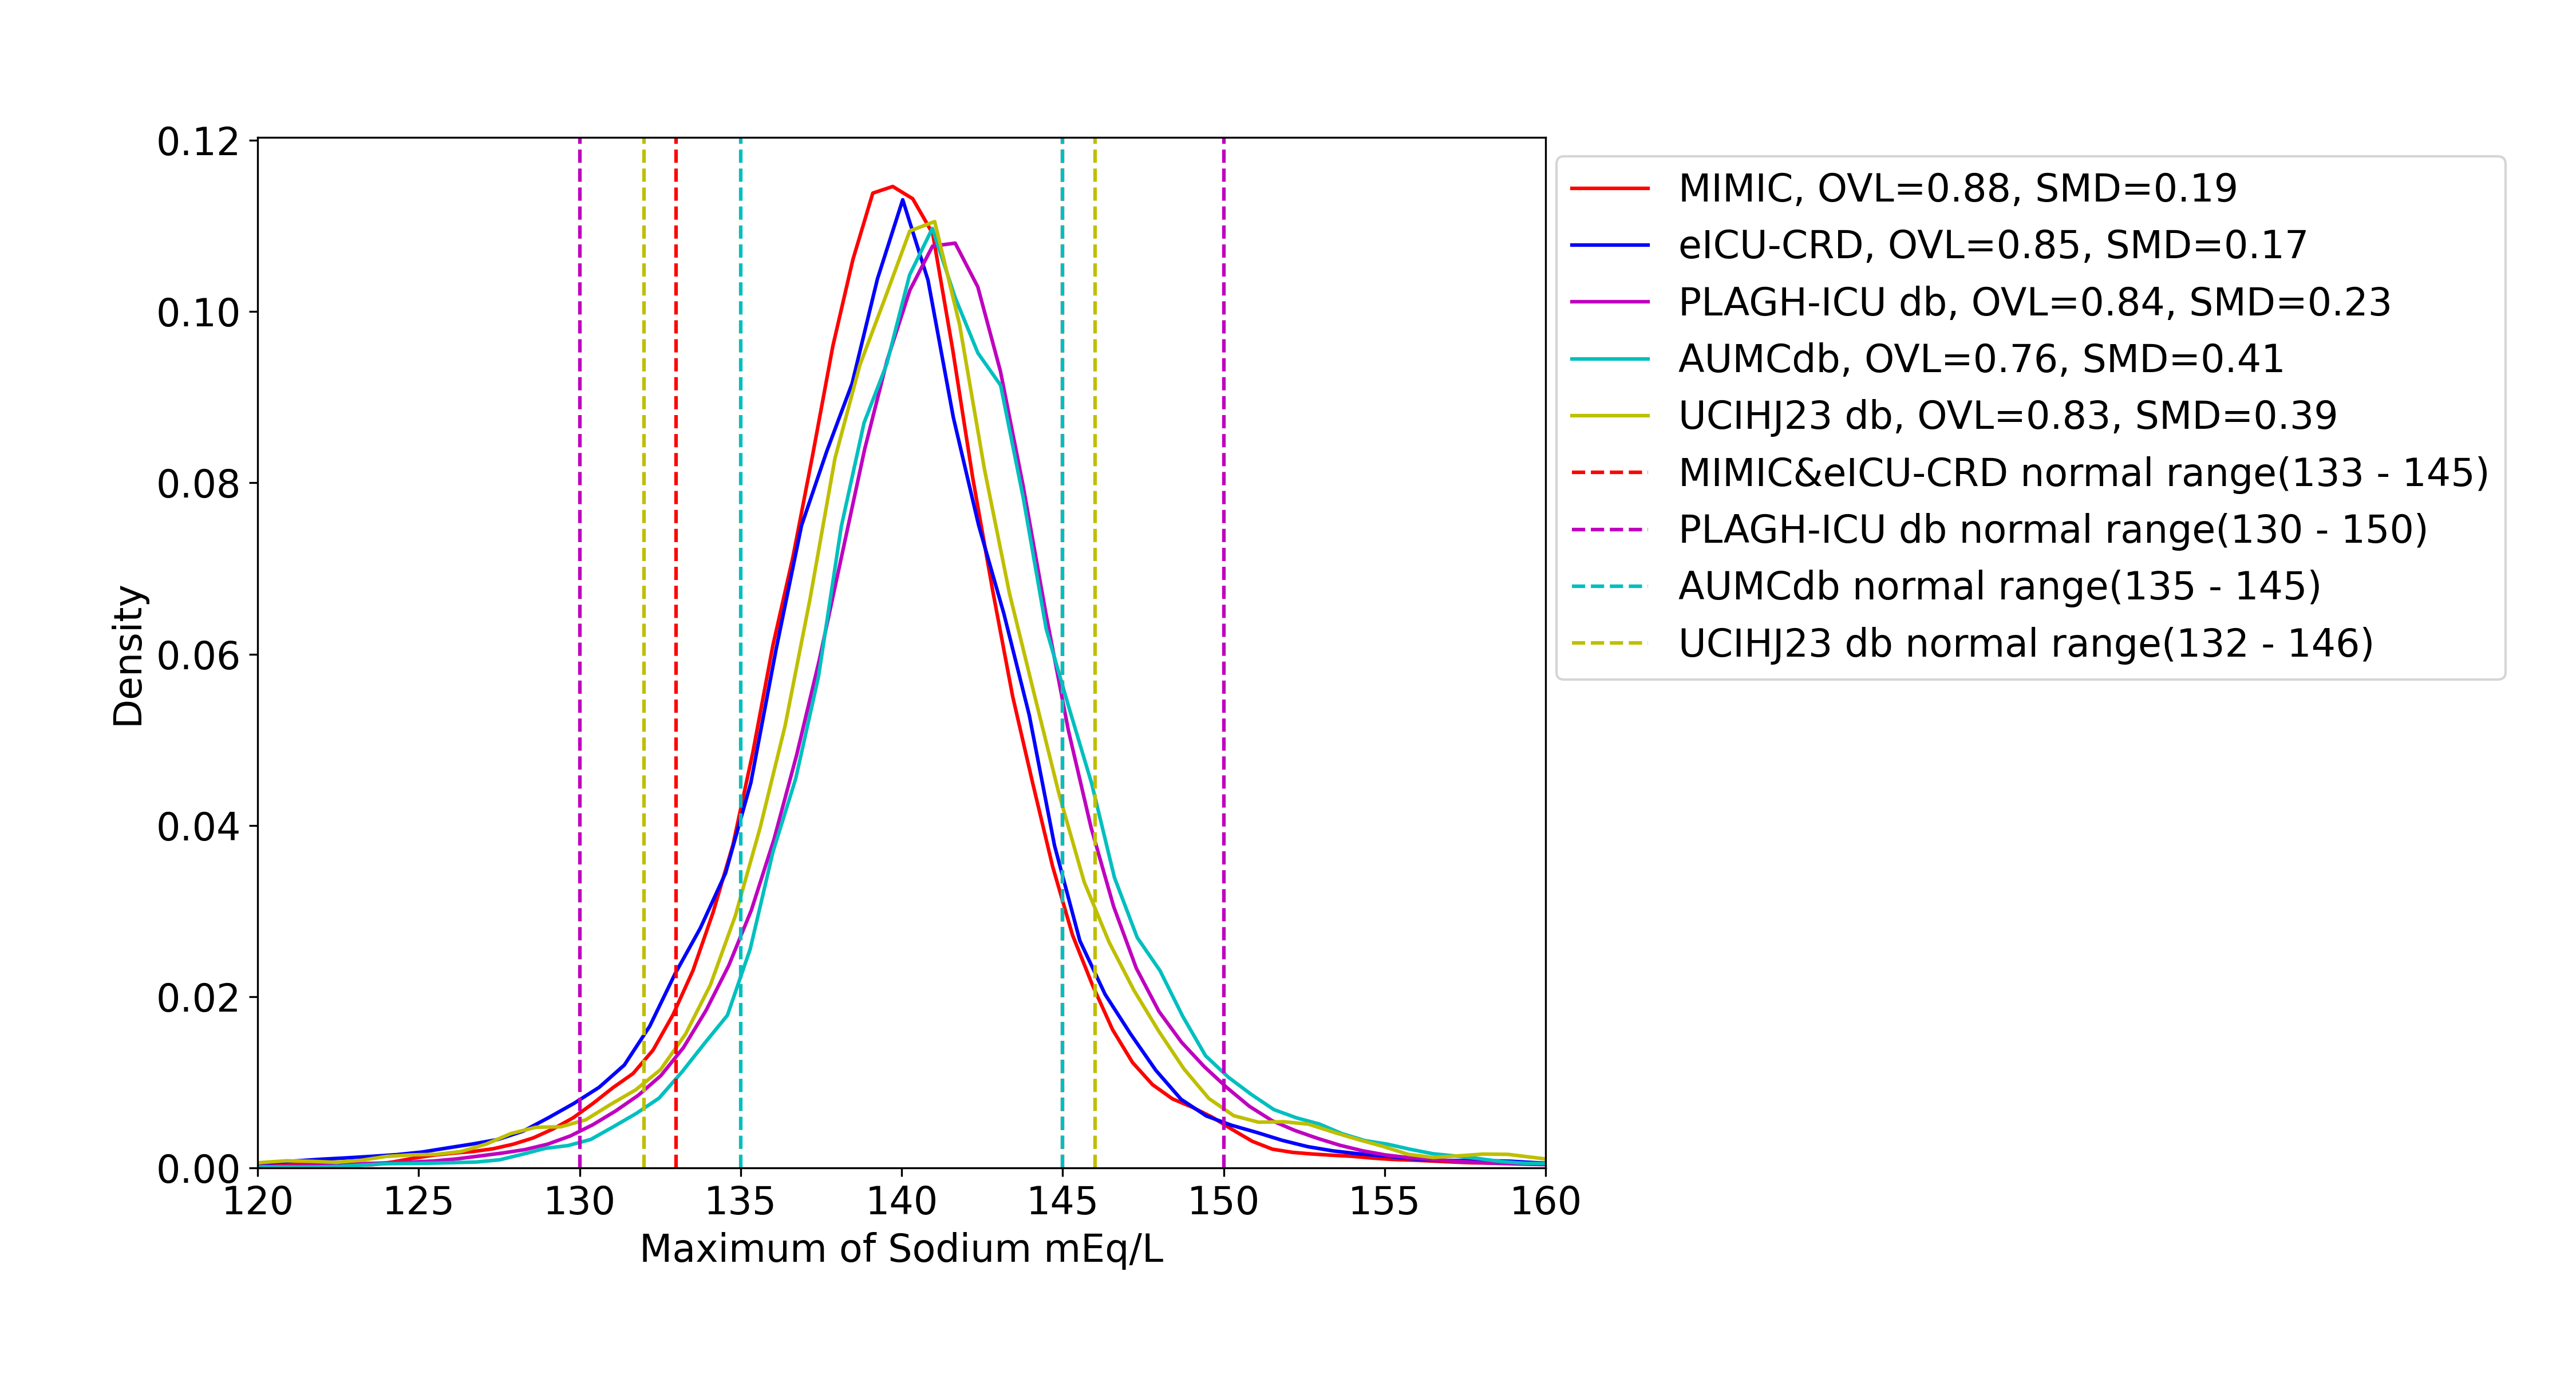 0.12
0.10
0.08
0.06
0.04
0.02
0.00
Density
120 125 130 135 140 145 150 155 160
Maximum of Sodium mEq/L
MIMIC, OVL=0.88, SMD=0.19
eICU-CRD, OVL=0.85, SMD=0.17
PLAGH-ICU db, OVL=0.84, SMD=0.23
AUMCdb, OVL=0.76, SMD=0.41
UCIHJ23 db, OVL=0.83, SMD=0.39
MIMIC&eICU-CRD normal range(133 - 145)
PLAGH-ICU db normal range(130 - 150)
AUMCdb normal range(135 - 145)
UCIHJ23 db normal range(132 - 146)